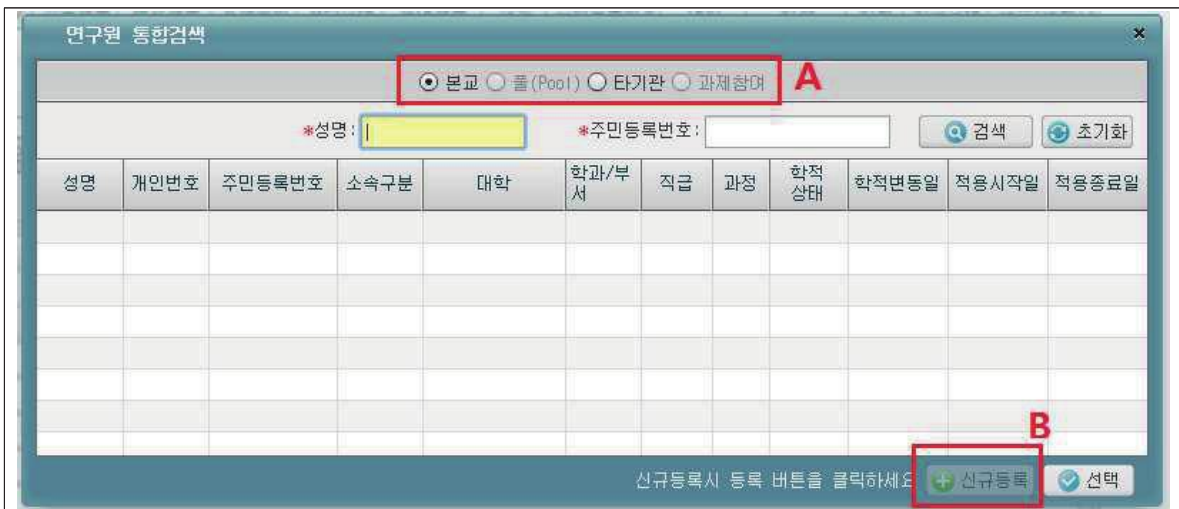 연구원 통합검색
본교 풀(Pool) 타기관 과제참여 A
*성명: *주민등록번호: 검색 초기화
성명 개인번호 주민등록번호 소속구분 대학 학과/부서 직급 과정 학적상태 학적변동일 적용시작일 적용종료일
B
신규등록시 등록 버튼을 클릭하세요 신규등록 선택